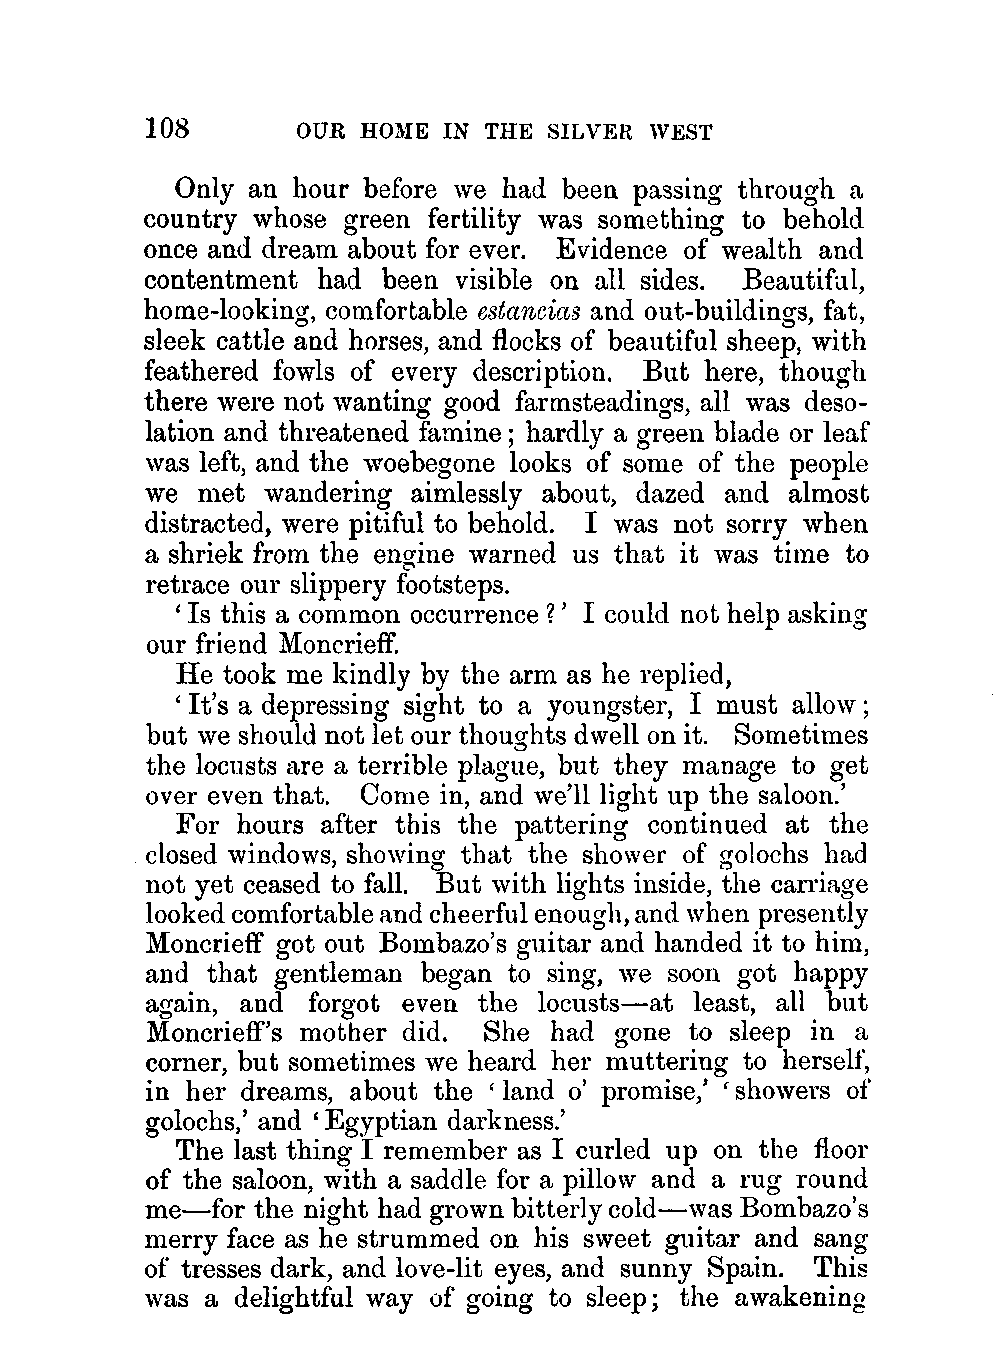 108 OUR HOME IN THE SILVER WEST
Only an hour before we had been passing through a
country whose green fertility was something to behold
once and dream about for ever. Evidence of wealth and
contentment had been visible on all sides. Beautiful,
home-looking, comfortable estancias and out-buildings, fat,
sleek cattle and horses, and flocks of beautiful sheep, with
feathered fowls of every description. But here, though
there were not wanting good farmsteadings, all was deso-
lation and threatened famine; hardly a green blade or leaf
was left, and the woebegone looks of some of the people
we met wandering aimlessly about, dazed and almost
distracted, were pitiful to behold. I was not sorry when
a shriek from the engine warned us that it was time to
retrace our slippery footsteps.
‘Is this a common occurrence?’ I could not help asking
our friend Moncrieff.
He took me kindly by the arm as he replied,
‘It’s a depressing sight to a youngster, I must allow;
but we should not let our thoughts dwell on it. Sometimes
the locusts are a terrible plague, but they manage to get
over even that. Come in, and we’ll light up the saloon.’
For hours after this the pattering continued at the
closed windows, showing that the shower of golochs had
not yet ceased to fall. But with lights inside, the carriage
looked comfortable and cheerful enough, and when presently
Moncrieff got out Bombazo’s guitar and handed it to him,
and that gentleman began to sing, we soon got happy
again, and forgot even the locusts—at least, all but
Moncrieff’s mother did. She had gone to sleep in a
corner, but sometimes we heard her muttering to herself,
in her dreams, about the ‘land o’ promise,’ ‘showers of
golochs,’ and ‘Egyptian darkness.’
The last thing I remember as I curled up on the floor
of the saloon, with a saddle for a pillow and a rug round
me—for the night had grown bitterly cold—was Bombazo’s
merry face as he strummed on his sweet guitar and sang
of tresses dark, and love-lit eyes, and sunny Spain. This
was a delightful way of going to sleep; the awakening